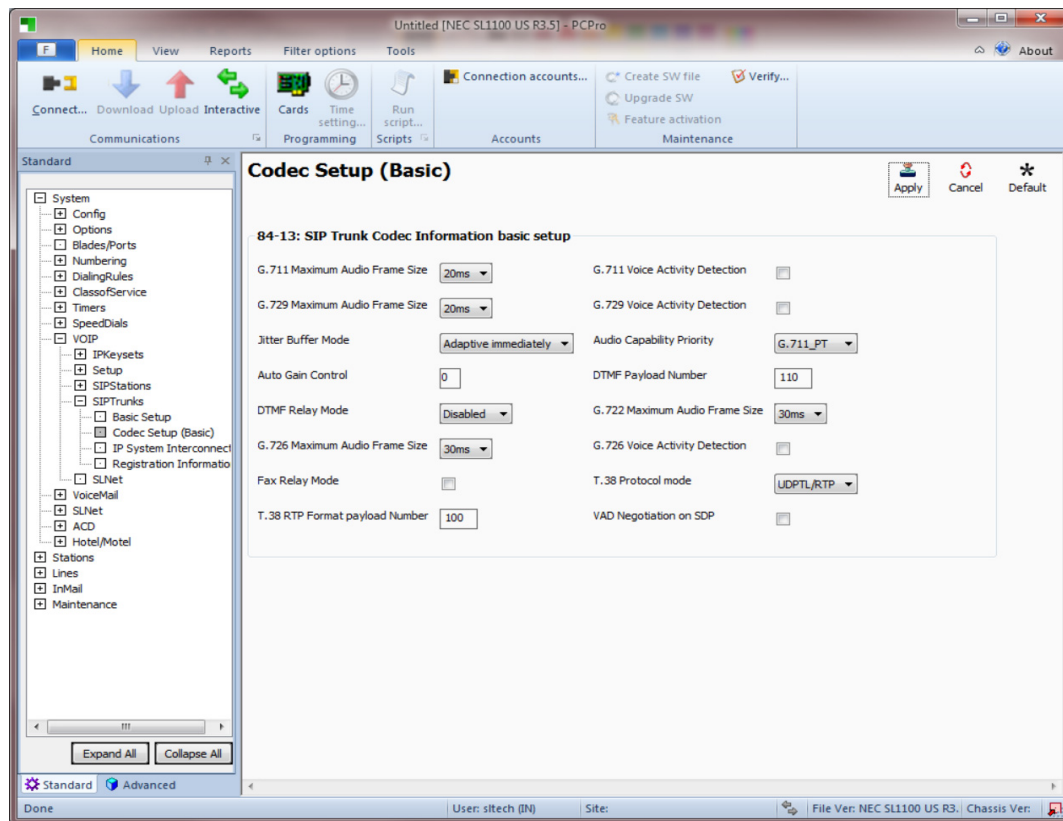 Untitled [NEC SL1100 US R3.5] - PCPro
F Home View Reports Filter options Tools About
Connect... Download Upload Interactive Cards Time setting... Run script... Connection accounts... Create SW file Verify...
Upgrade SW
Feature activation
Communications Programming Scripts Accounts Maintenance
Standard
System
Config
Options
Blades/Ports
Numbering
DialingRules
ClassofService
Timers
SpeedDials
VOIP
IPKeysets
Setup
SIPStations
SIPTrunks
Basic Setup
Codec Setup (Basic)
IP System Interconnect
Registration Informatio
SLNet
VoiceMail
SLNet
ACD
Hotel/Motel
Stations
Lines
InMail
Maintenance
Expand All Collapse All
Standard Advanced
Codec Setup (Basic)
Apply Cancel Default
84-13: SIP Trunk Codec Information basic setup
G.711 Maximum Audio Frame Size 20ms G.711 Voice Activity Detection
G.729 Maximum Audio Frame Size 20ms G.729 Voice Activity Detection
Jitter Buffer Mode Adaptive immediately Audio Capability Priority G.711_PT
Auto Gain Control 0 DTMF Payload Number 110
DTMF Relay Mode Disabled G.722 Maximum Audio Frame Size 30ms
G.726 Maximum Audio Frame Size 30ms G.726 Voice Activity Detection
Fax Relay Mode T.38 Protocol mode UDPTL/RTP
T.38 RTP Format payload Number 100 VAD Negotiation on SDP
Done User: sltech (IN) Site: File Ver: NEC SL1100 US R3. Chassis Ver: